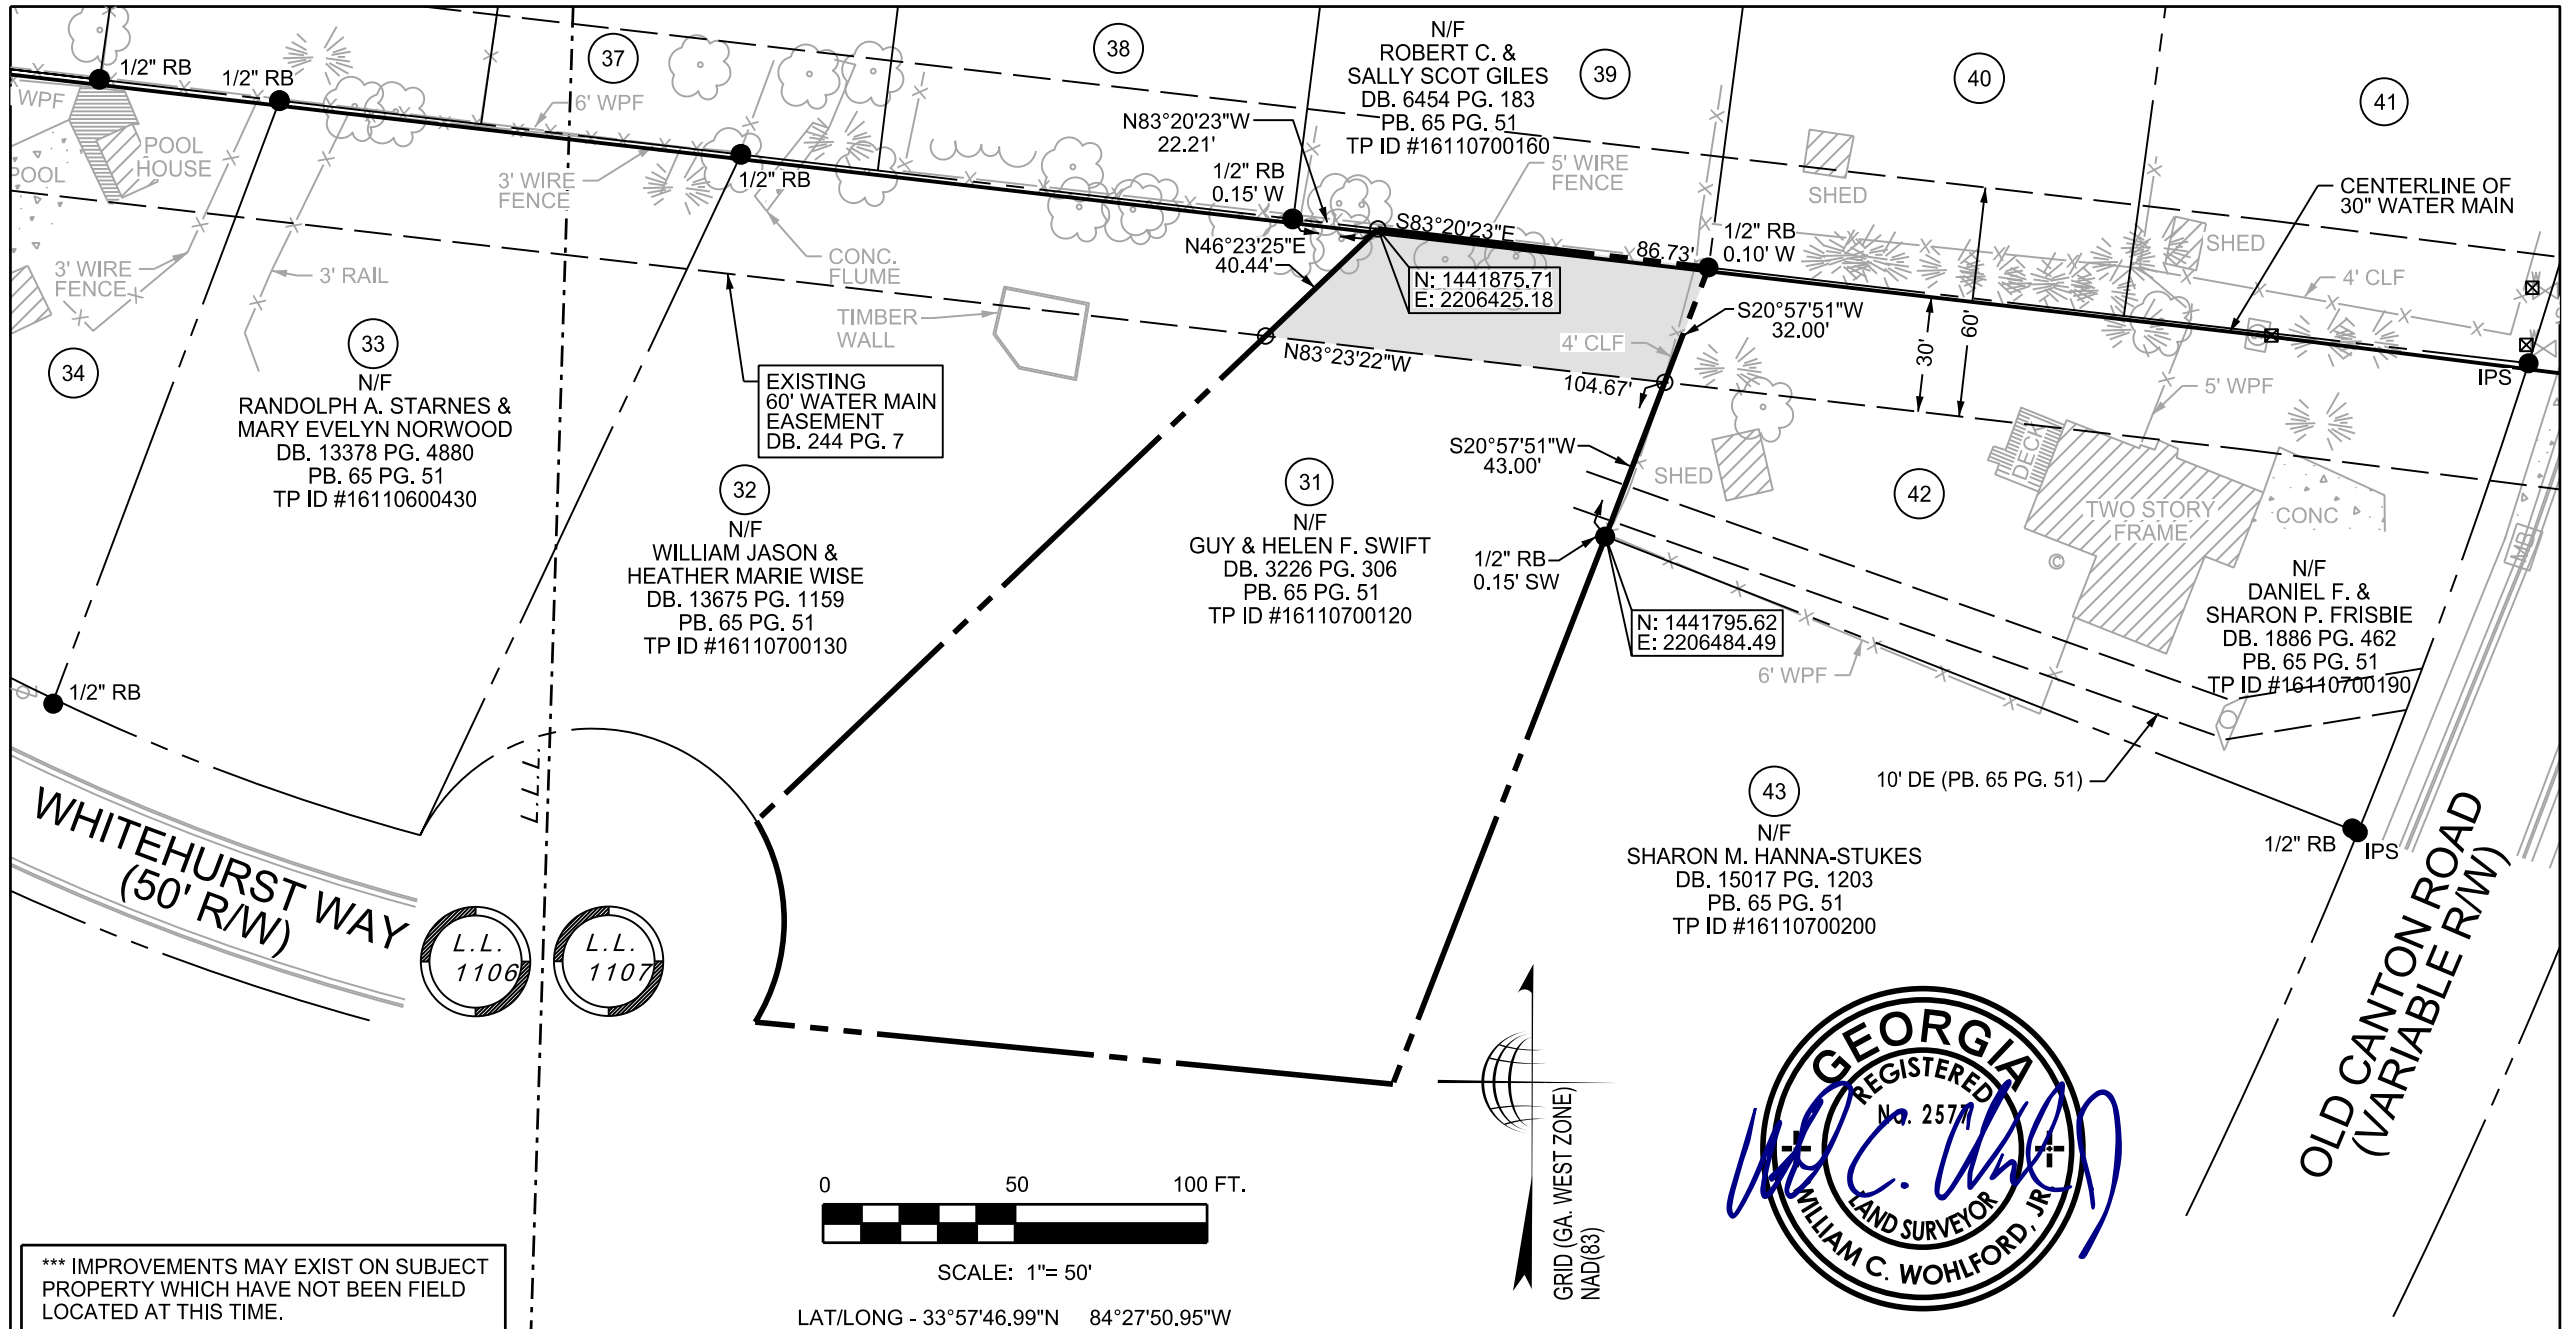 37
38
39
40
41
N/F
ROBERT C. &
SALLY SCOT GILES
DB. 6454 PG. 183
PB. 65 PG. 51
TP ID #16110700160
1/2" RB
1/2" RB
WPF
POOL
HOUSE
POOL
6' WPF
3' WIRE
FENCE
1/2" RB
N83°20'23"W
22.21'
1/2" RB
0.15' W
5' WIRE
FENCE
SHED
CENTERLINE OF
30" WATER MAIN
SHED
4' CLF
3' WIRE
FENCE
3' RAIL
CONC.
FLUME
N46°23'25"E
40.44'
S83°20'23"E
86.73'
1/2" RB
0.10' W
N: 1441875.71
E: 2206425.18
TIMBER
WALL
S20°57'51"W
32.00'
30'
60'
4' CLF
N83°23'22"W
104.67'
IPS
5' WPF
EXISTING
60' WATER MAIN
EASEMENT
DB. 244 PG. 7
34
33
N/F
RANDOLPH A. STARNES &
MARY EVELYN NORWOOD
DB. 13378 PG. 4880
PB. 65 PG. 51
TP ID #16110600430
32
N/F
WILLIAM JASON &
HEATHER MARIE WISE
DB. 13675 PG. 1159
PB. 65 PG. 51
TP ID #16110700130
31
N/F
GUY & HELEN F. SWIFT
DB. 3226 PG. 306
PB. 65 PG. 51
TP ID #16110700120
S20°57'51"W
43.00'
SHED
42
DECK
TWO STORY
FRAME
CONC
©
MB
1/2" RB
0.15' SW
N: 1441795.62
E: 2206484.49
6' WPF
N/F
DANIEL F. &
SHARON P. FRISBIE
DB. 1886 PG. 462
PB. 65 PG. 51
TP ID #16110700190
1/2" RB
L.L.L.
10' DE (PB. 65 PG. 51)
43
N/F
SHARON M. HANNA-STUKES
DB. 15017 PG. 1203
PB. 65 PG. 51
TP ID #16110700200
1/2" RB
IPS
WHITEHURST WAY
(50' R/W)
L.L.
1106
L.L.
1107
OLD CANTON ROAD
(VARIABLE R/W)
GRID (GA. WEST ZONE)
NAD(83)
GEORGIA
REGISTERED
No. 2577
LAND SURVEYOR
WILLIAM C. WOHLFORD, JR.
0 50 100 FT.
SCALE: 1"= 50'
LAT/LONG - 33°57'46.99"N 84°27'50.95"W
*** IMPROVEMENTS MAY EXIST ON SUBJECT
PROPERTY WHICH HAVE NOT BEEN FIELD
LOCATED AT THIS TIME.